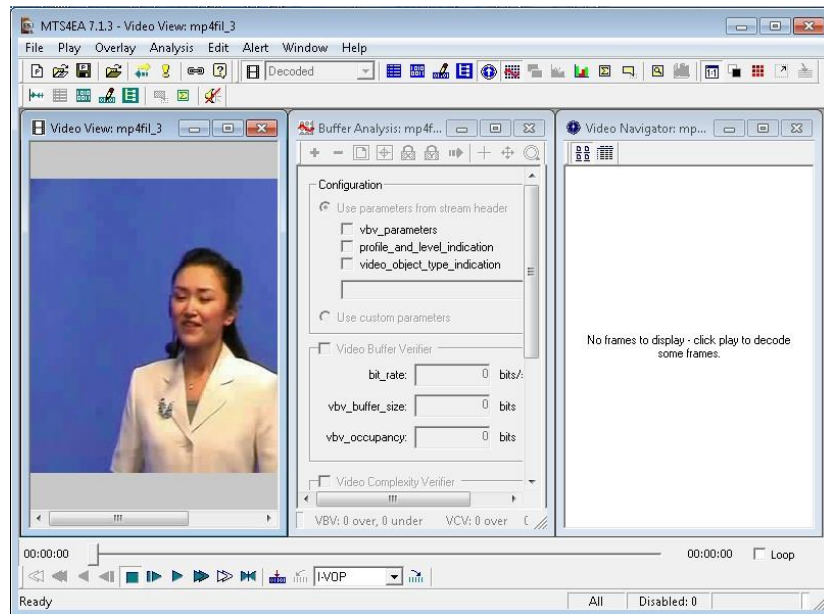 MTS4EA 7.1.3 - Video View: mp4fil_3
File Play Overlay Analysis Edit Alert Window Help
Decoded
Video View: mp4fil_3
Buffer Analysis: mp4f...
Video Navigator: mp...
Configuration
Use parameters from stream header
vbv_parameters
profile_and_level_indication
video_object_type_indication
Use custom parameters
Video Buffer Verifier
bit_rate: 0 bits/
vbv_buffer_size: 0 bits
vbv_occupancy: 0 bits
Video Complexity Verifier
VBV: 0 over, 0 under VCV: 0 over
No frames to display - click play to decode
some frames.
00:00:00
00:00:00 Loop
I-VOP
Ready
All Disabled: 0